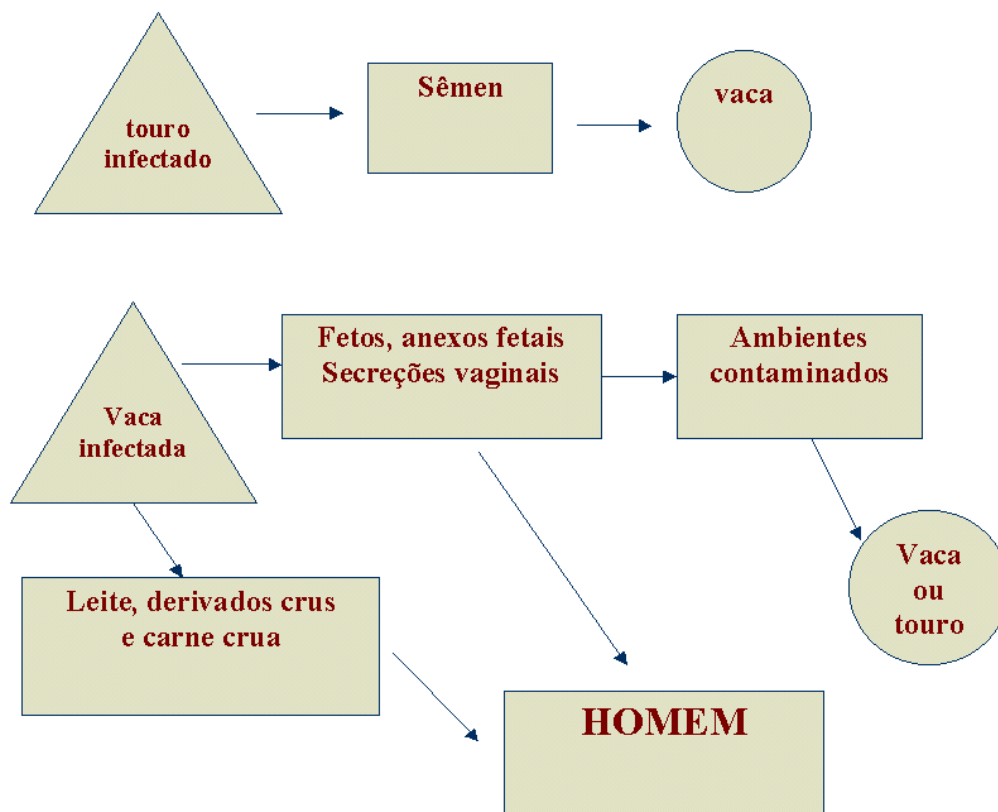 touro
infectado
Sêmen
vaca
Vaca
infectada
Fetos, anexos fetais
Secreções vaginais
Ambientes
contaminados
Vaca
ou
touro
Leite, derivados crus
e carne crua
HOMEM